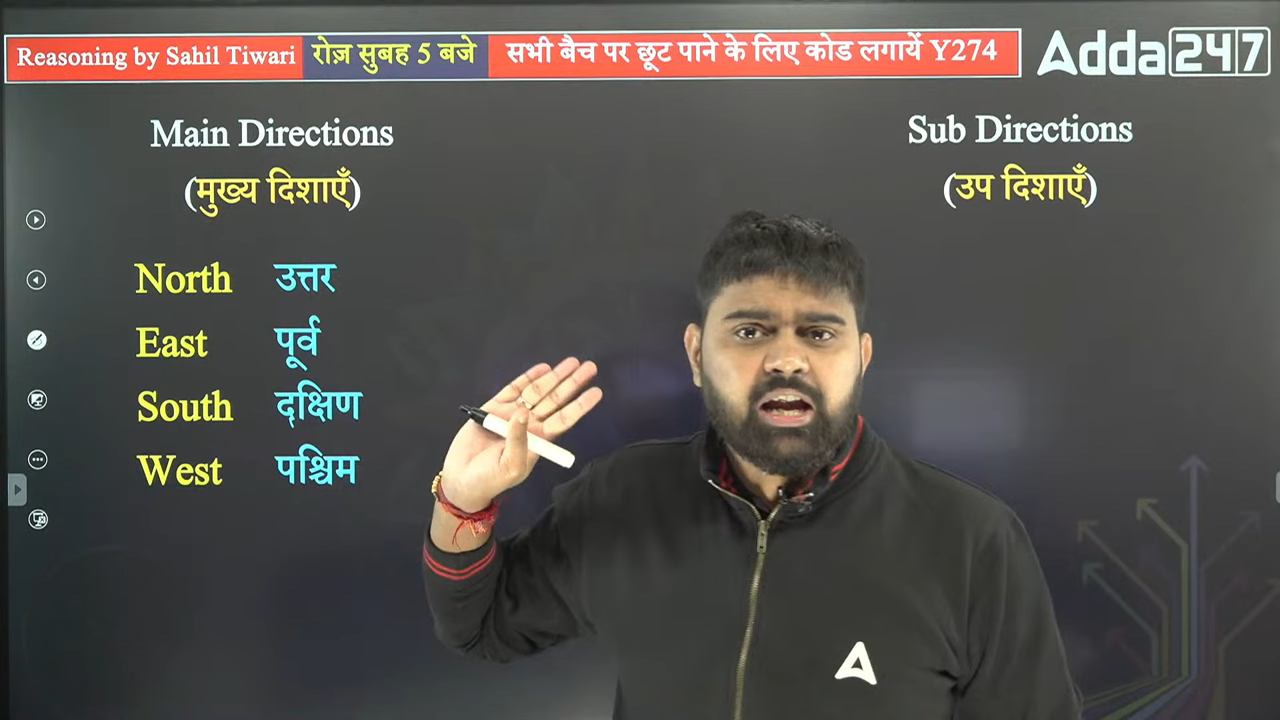 Reasoning by Sahil Tiwari रोज़ सुबह 5 बजे सभी बैच पर छूट पाने के लिए कोड लगायें Y274
Adda247
Main Directions
(मुख्य दिशाएँ)
Sub Directions
(उप दिशाएँ)
North उत्तर
East पूर्व
South दक्षिण
West पश्चिम